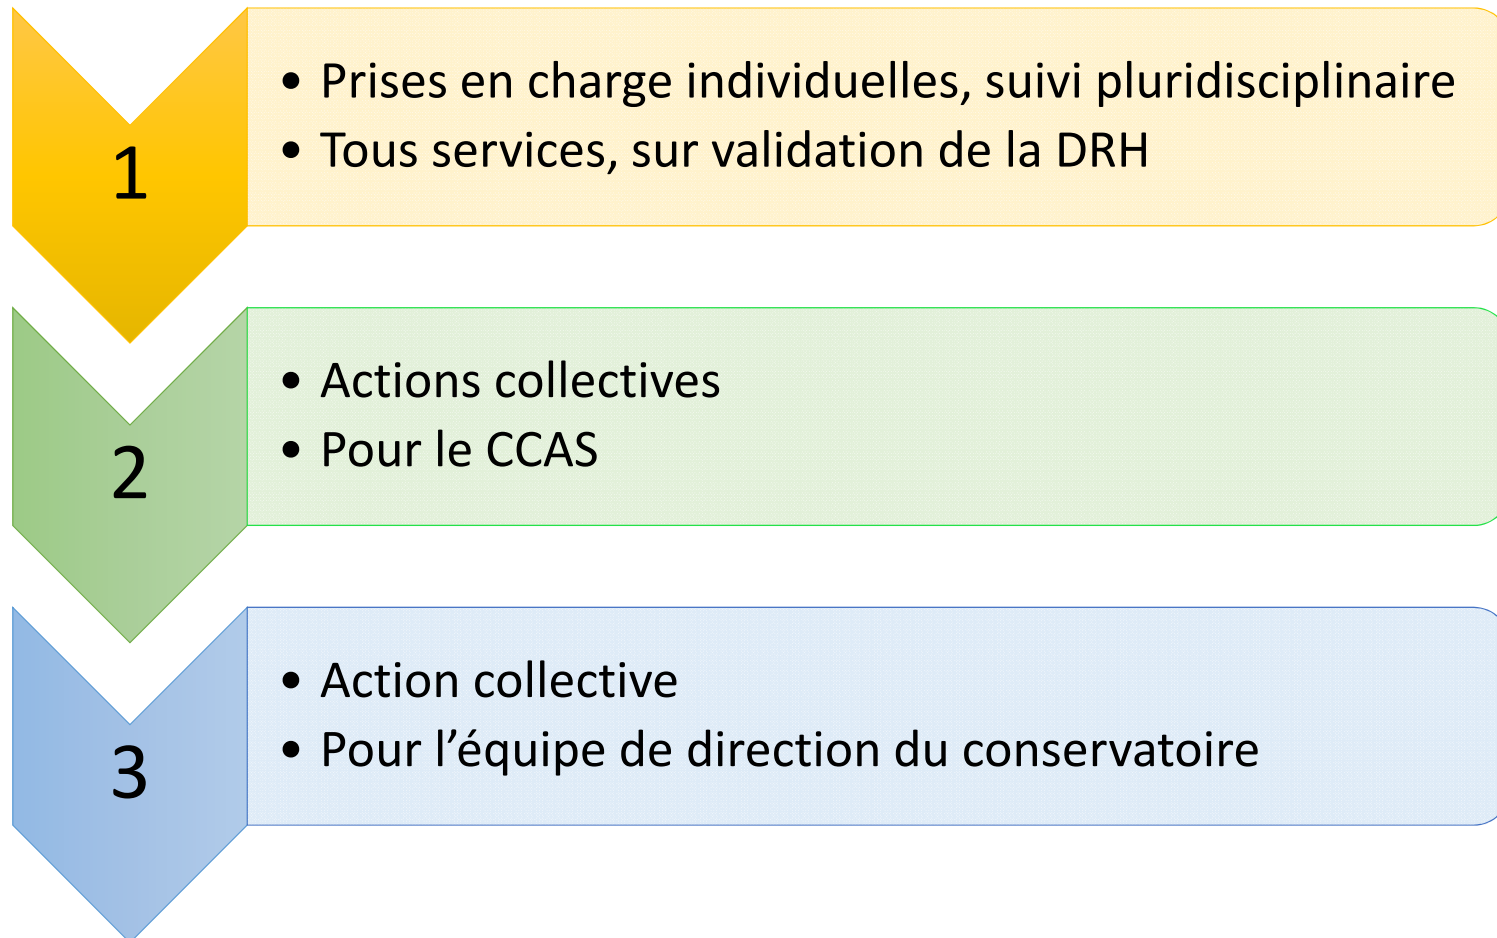 1
• Prises en charge individuelles, suivi pluridisciplinaire
• Tous services, sur validation de la DRH
2
• Actions collectives
• Pour le CCAS
3
• Action collective
• Pour l’équipe de direction du conservatoire